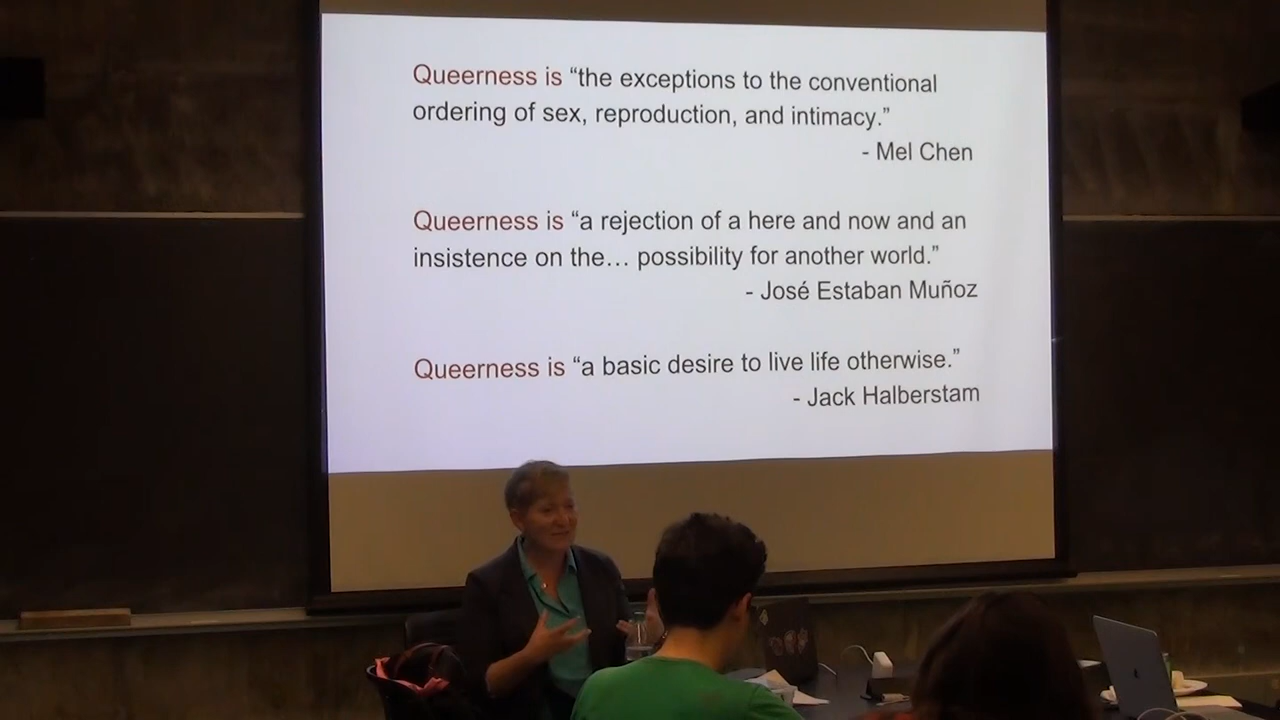 Queerness is “the exceptions to the conventional
ordering of sex, reproduction, and intimacy.”
- Mel Chen
Queerness is “a rejection of a here and now and an
insistence on the… possibility for another world.”
- José Estaban Muñoz
Queerness is “a basic desire to live life otherwise.”
- Jack Halberstam